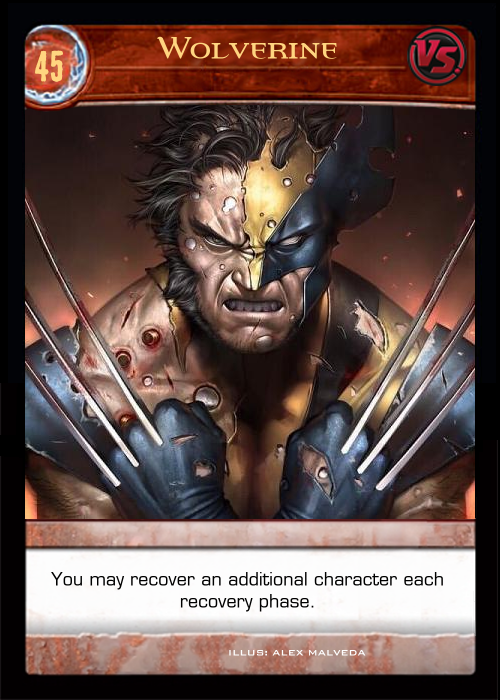 45
Wolverine
VS.
You may recover an additional character each
recovery phase.
ILLUS: ALEX MALVEDA